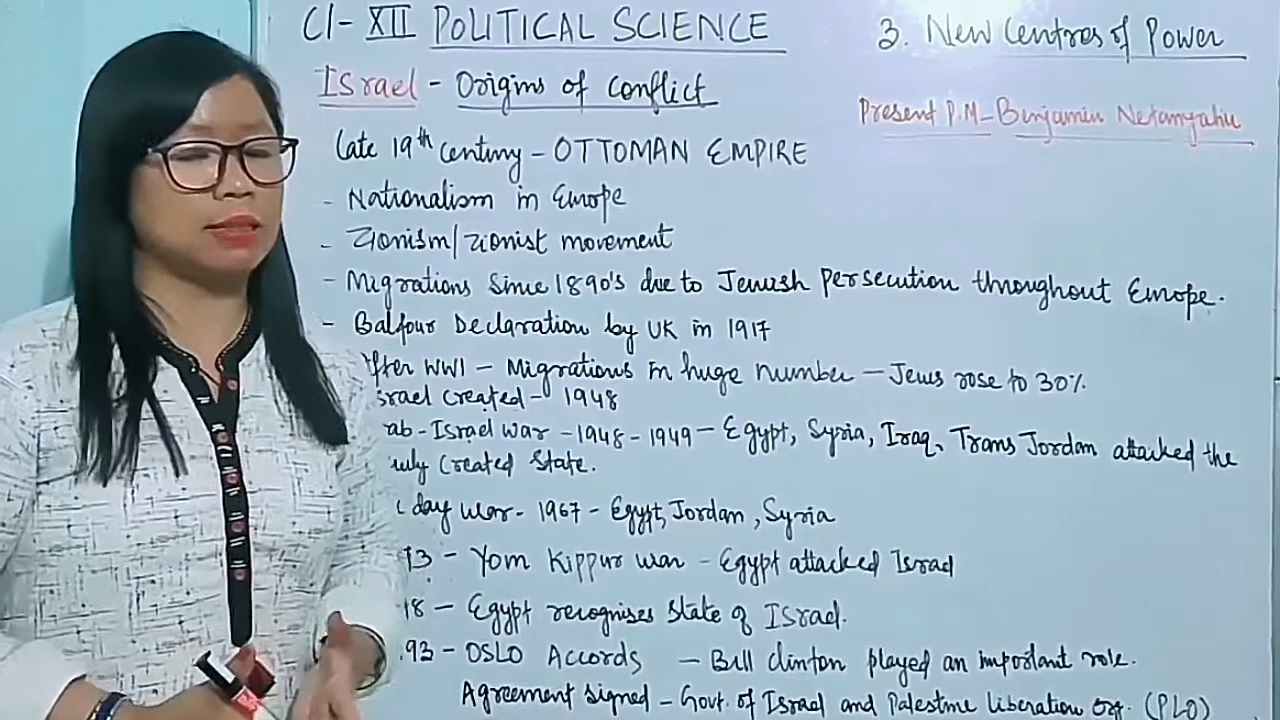 Cl- XII POLITICAL SCIENCE
3. New Centres of Power
Israel - Origins of Conflict
Present P.M- Benjamin Netanyahu
Late 19th century - OTTOMAN EMPIRE
- Nationalism in Europe
- Zionism/zionist movement
- Migrations since 1890's due to Jewish persecution throughout Europe.
- Balfour Declaration by UK in 1917
fter WWI - Migrations in huge number - Jews rose to 30%
srael created - 1948
ab-Israel war - 1948-1949 - Egypt, Syria, Iraq, Trans Jordan attacked the
wly created state.
day war - 1967 - Egypt, Jordan, Syria
73 - Yom Kippur war - Egypt attacked Israel
78 - Egypt recognises state of Israel.
93 - OSLO Accords - Bill Clinton played an important role.
Agreement signed - Govt. of Israel and Palestine liberation org. (PLO)